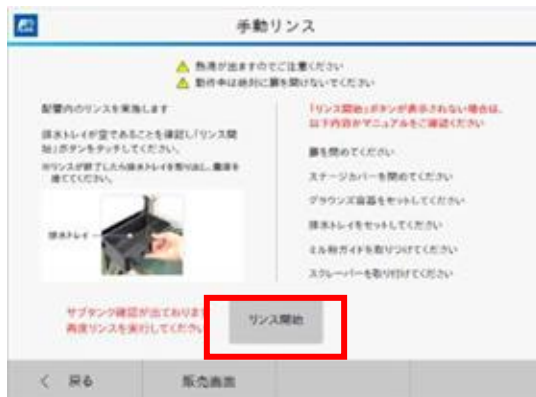 手動リンス
熱湯が出ますのでご注意ください
動作中は絶対に扉を開けないでください
配管内のリンスを実施します
排水トレイが空であることを確認し「リンス開
始」ボタンをタッチしてください。
※リンスが終了したら排水トレイを取り出し、廃液を
捨ててください。
排水トレイ
「リンス開始」ボタンが表示されない場合は、
以下内容かマニュアルをご確認ください
扉を閉めてください
ステージカバーを閉めてください
グラウンズ容器をセットしてください
排水トレイをセットしてください
ミル粉ガイドを取りつけてください
スクレーパーを取り付けてください
サブタンク確認が出ており
再度リンスを実行してくださ
リンス開始
く 戻る
販売画面